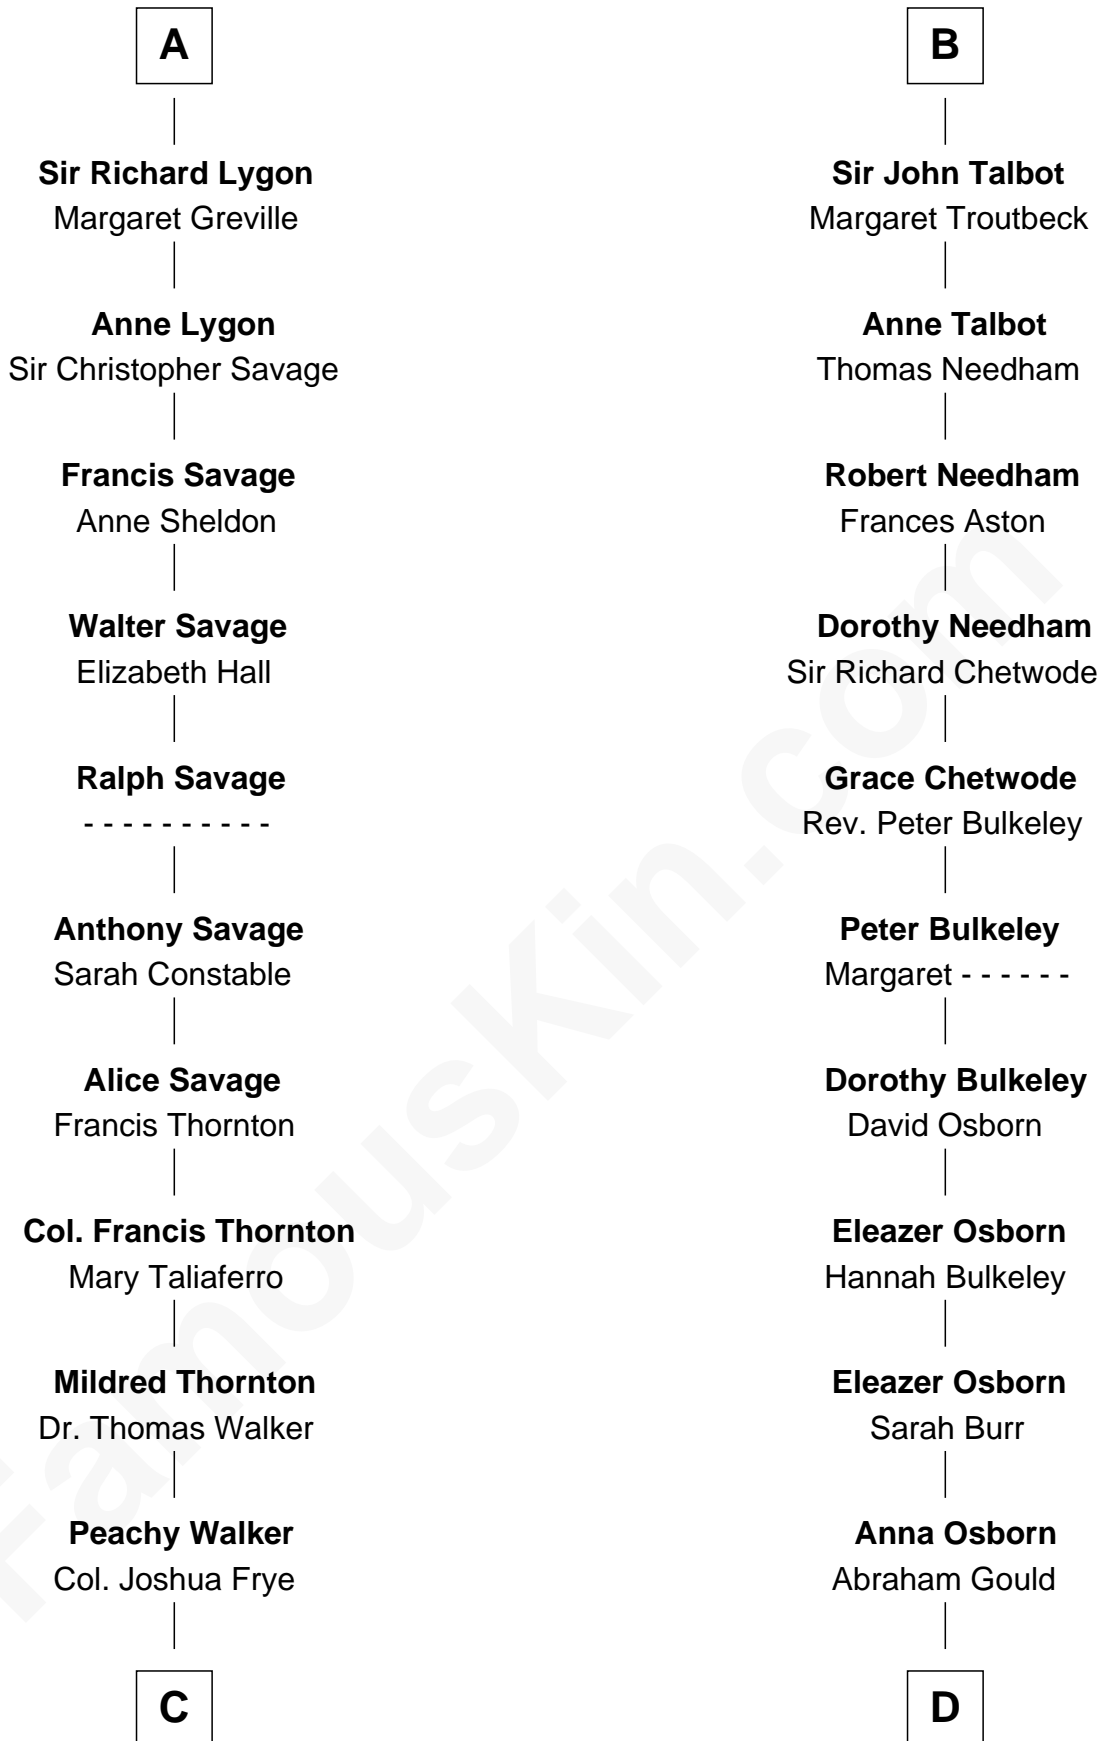 A
Sir Richard Lygon
Margaret Greville
Anne Lygon
Sir Christopher Savage
Francis Savage
Anne Sheldon
Walter Savage
Elizabeth Hall
Ralph Savage
- - - - - - - - - -
Anthony Savage
Sarah Constable
Alice Savage
Francis Thornton
Col. Francis Thornton
Mary Taliaferro
Mildred Thornton
Dr. Thomas Walker
Peachy Walker
Col. Joshua Frye
C
B
Sir John Talbot
Margaret Troutbeck
Anne Talbot
Thomas Needham
Robert Needham
Frances Aston
Dorothy Needham
Sir Richard Chetwode
Grace Chetwode
Rev. Peter Bulkeley
Peter Bulkeley
Margaret - - - - - -
Dorothy Bulkeley
David Osborn
Eleazer Osborn
Hannah Bulkeley
Eleazer Osborn
Sarah Burr
Anna Osborn
Abraham Gould
D
FamousKin.com